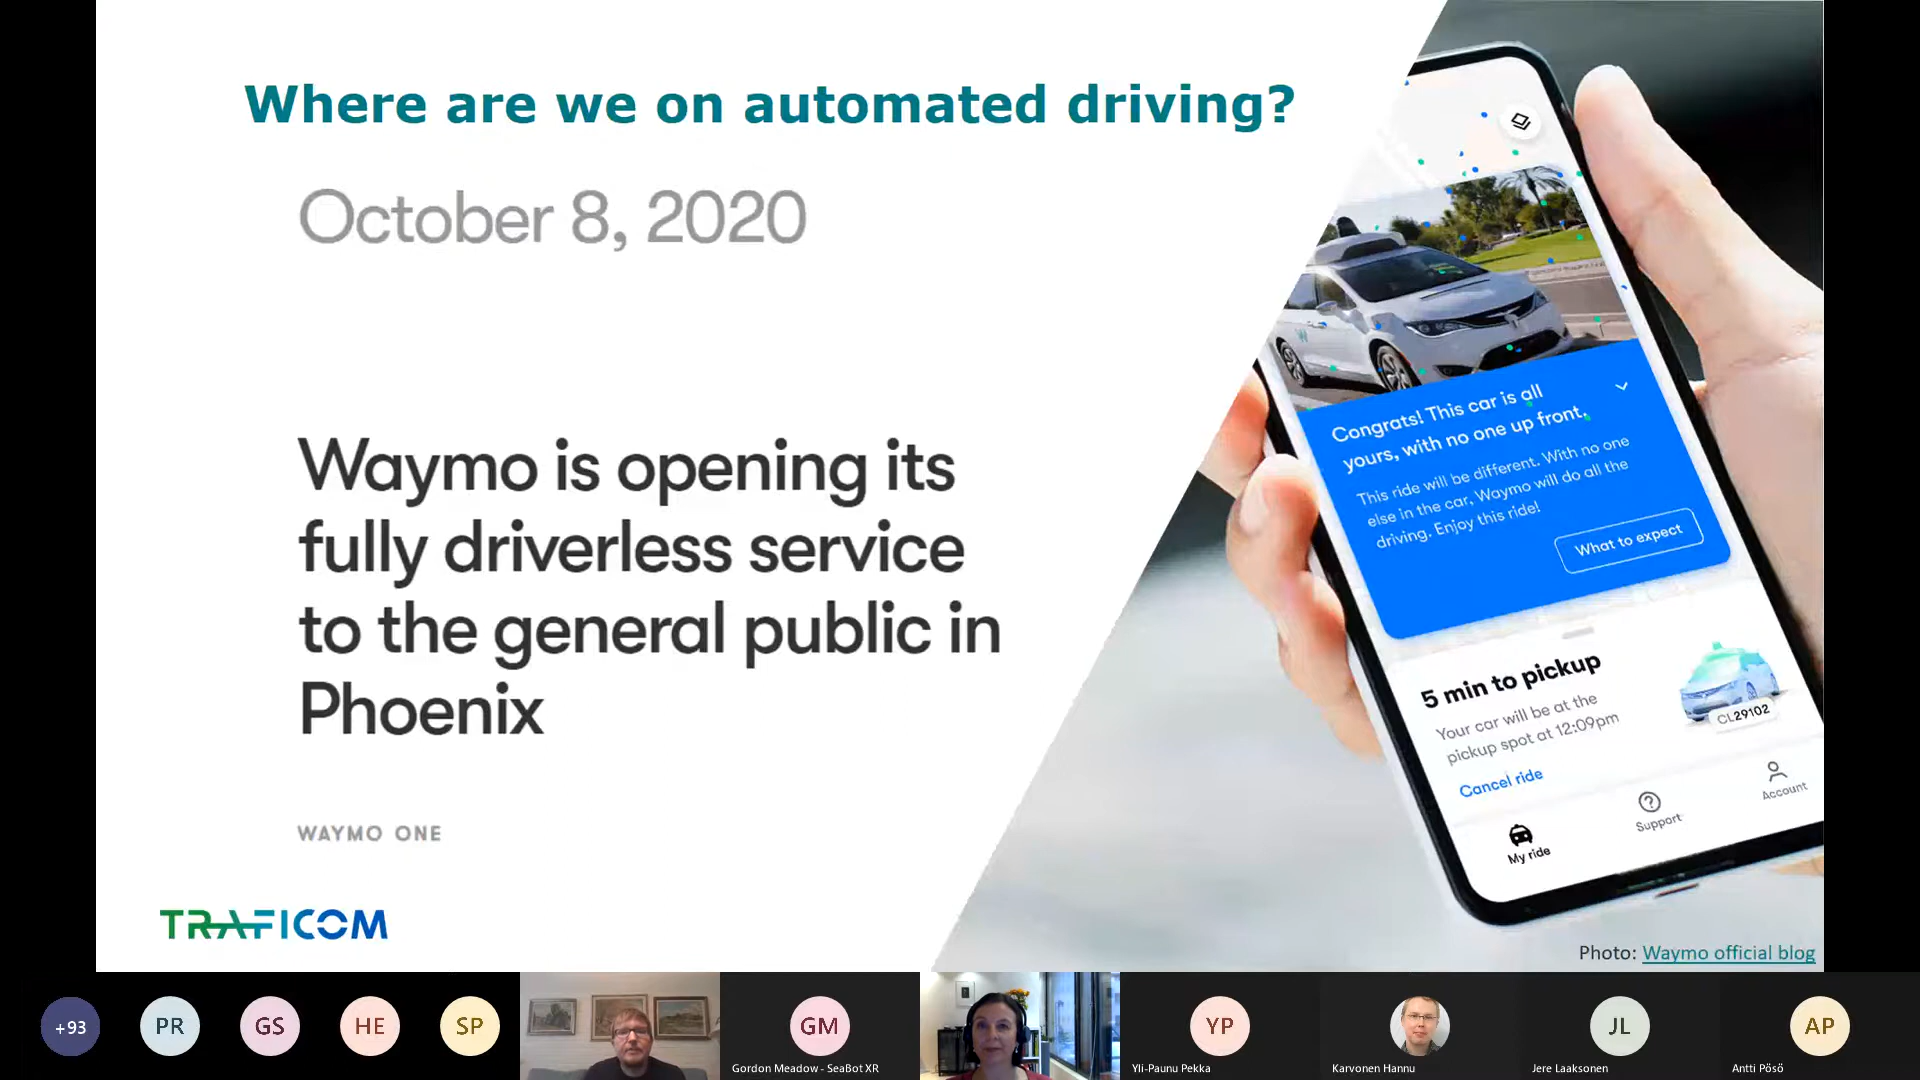 Where are we on automated driving?
October 8, 2020
Waymo is opening its
fully driverless service
to the general public in
Phoenix
WAYMO ONE
TRAFICOM
Congrats! This car is all
yours, with no one up front.
This ride will be different. With no one
else in the car, Waymo will do all the
driving. Enjoy this ride!
What to expect
5 min to pickup
Your car will be at the
pickup spot at 12:09pm
CL29102
Cancel ride
My ride
Support
Account
Photo: Waymo official blog
+93
PR
GS
HE
SP
GM
Gordon Meadow - SeaBot XR
YP
Yli-Paunu Pekka
Karvonen Hannu
JL
Jere Laaksonen
AP
Antti Pösö